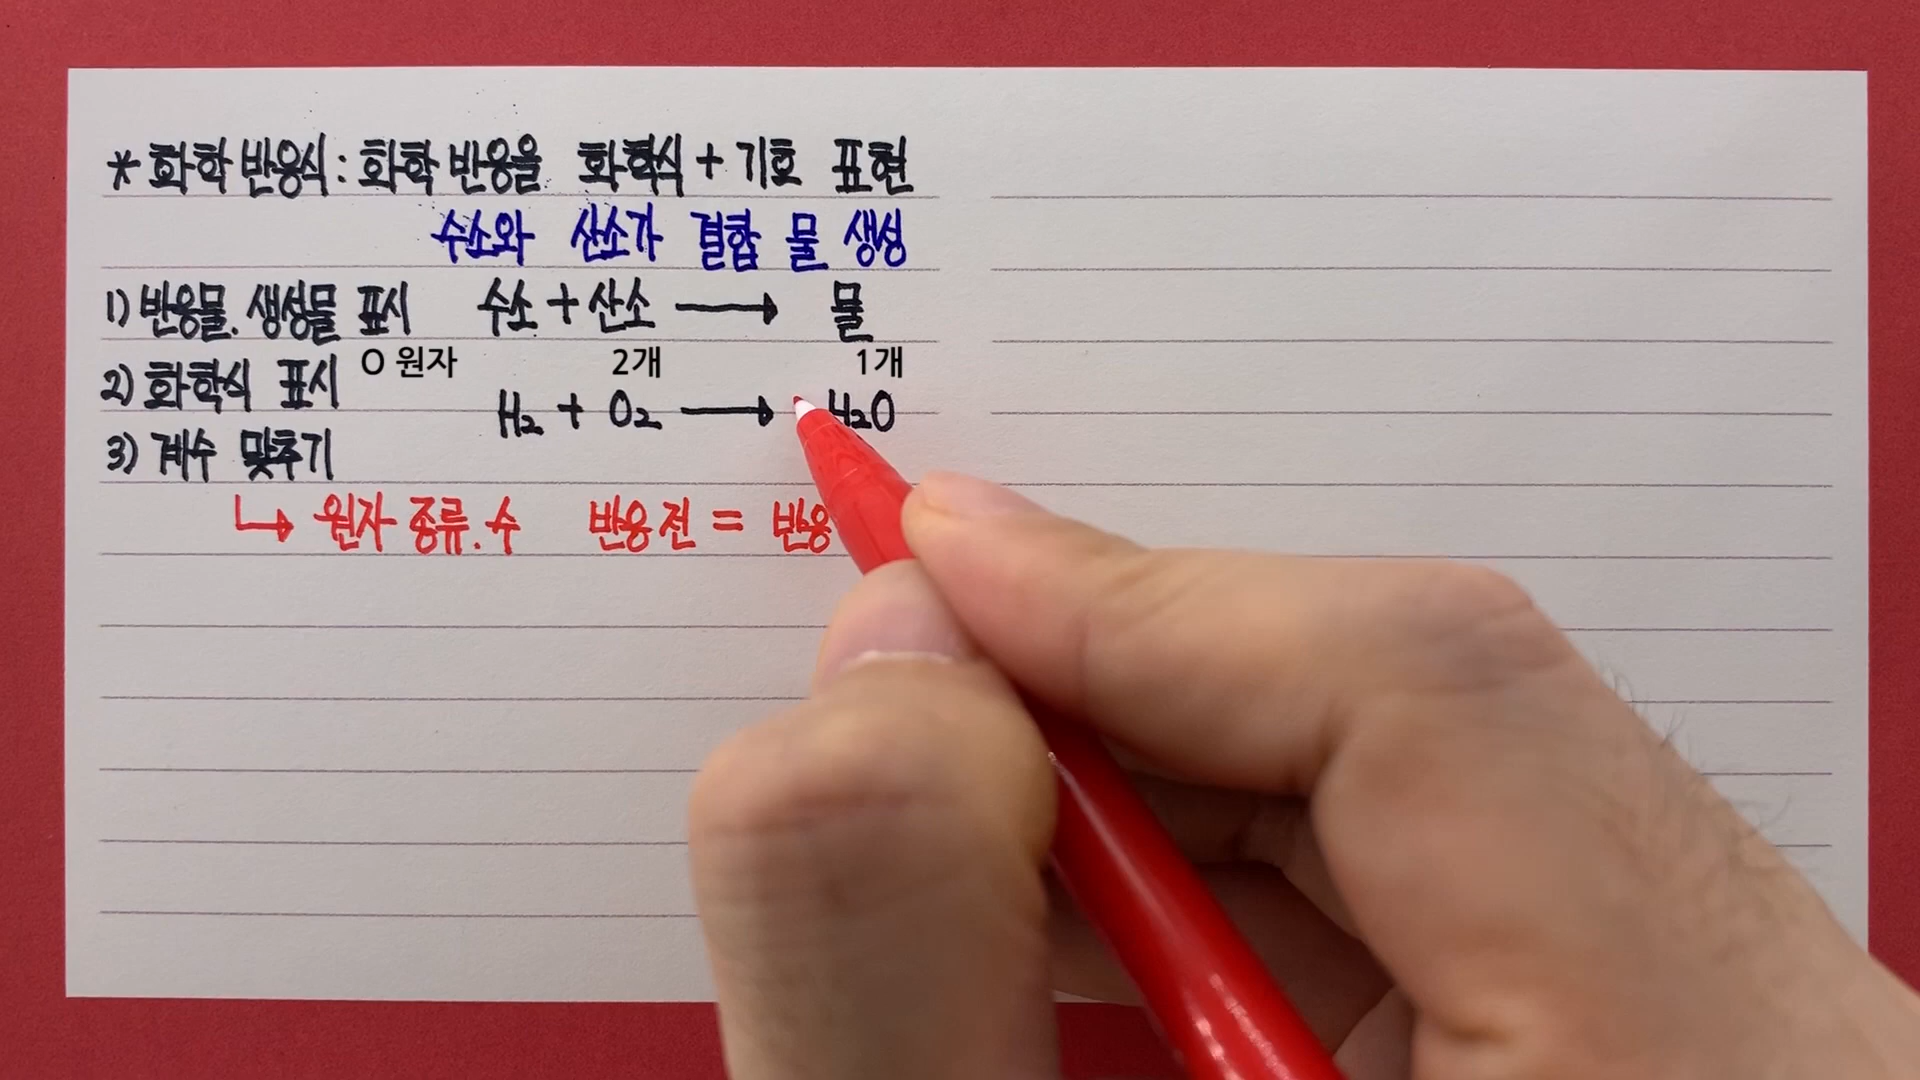 * 화학 반응식 : 화학 반응을 화학식 + 기호 표현
수소와 산소가 결합 물 생성
1) 반응물. 생성물 표시 수소 + 산소 → 물
O 원자 2개 1개
2) 화학식 표시 H₂ + O₂ → H₂O
3) 계수 맞추기
↳ 원자 종류. 수 반응 전 = 반응